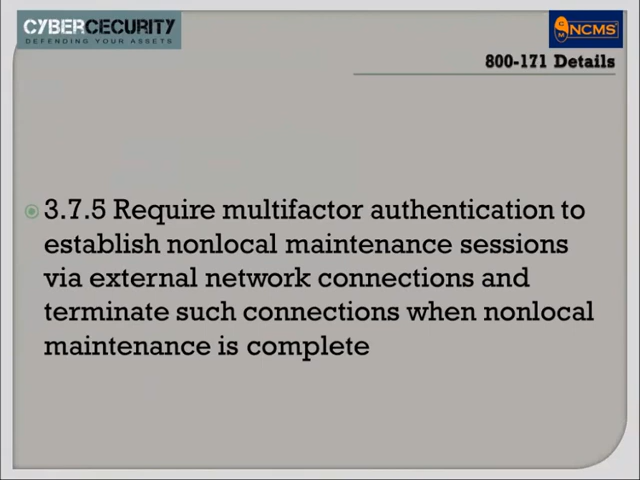 CYBERCECURITY
DEFENDING YOUR ASSETS
NCMS
800-171 Details
3.7.5 Require multifactor authentication to
establish nonlocal maintenance sessions
via external network connections and
terminate such connections when nonlocal
maintenance is complete